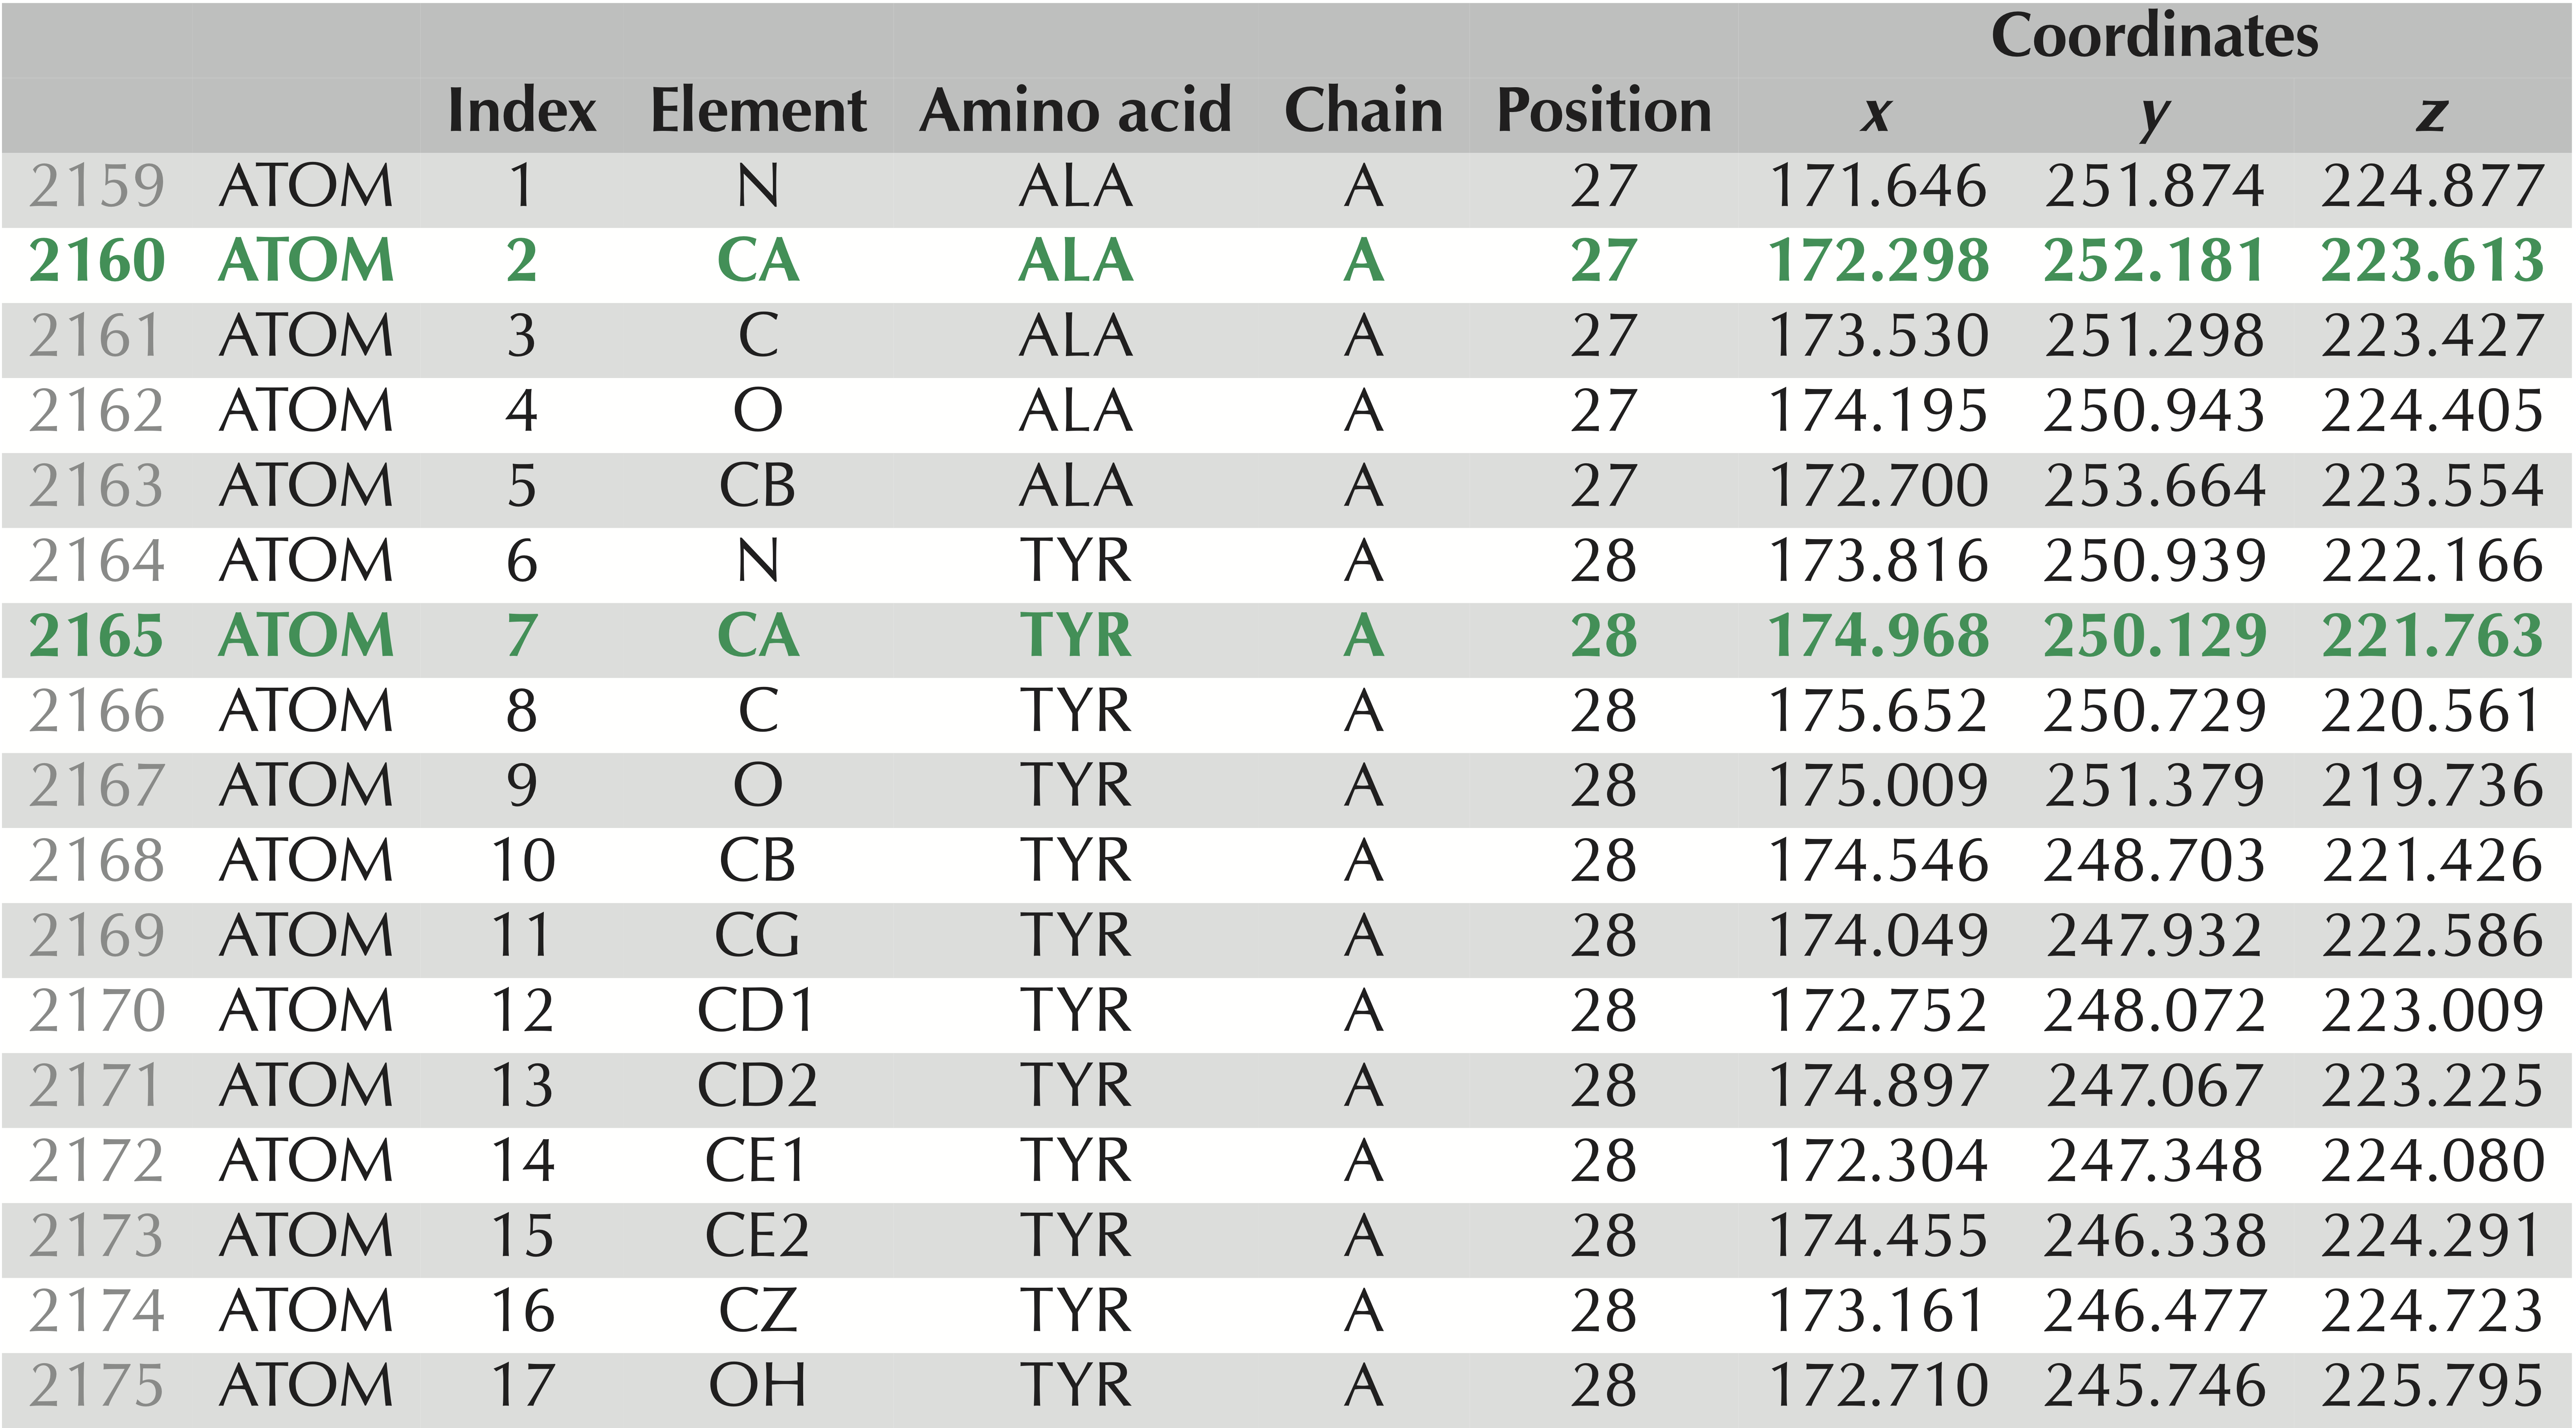 Coordinates
Index Element Amino acid Chain Position x y z
2159 ATOM 1 N ALA A 27 171.646 251.874 224.877
2160 ATOM 2 CA ALA A 27 172.298 252.181 223.613
2161 ATOM 3 C ALA A 27 173.530 251.298 223.427
2162 ATOM 4 O ALA A 27 174.195 250.943 224.405
2163 ATOM 5 CB ALA A 27 172.700 253.664 223.554
2164 ATOM 6 N TYR A 28 173.816 250.939 222.166
2165 ATOM 7 CA TYR A 28 174.968 250.129 221.763
2166 ATOM 8 C TYR A 28 175.652 250.729 220.561
2167 ATOM 9 O TYR A 28 175.009 251.379 219.736
2168 ATOM 10 CB TYR A 28 174.546 248.703 221.426
2169 ATOM 11 CG TYR A 28 174.049 247.932 222.586
2170 ATOM 12 CD1 TYR A 28 172.752 248.072 223.009
2171 ATOM 13 CD2 TYR A 28 174.897 247.067 223.225
2172 ATOM 14 CE1 TYR A 28 172.304 247.348 224.080
2173 ATOM 15 CE2 TYR A 28 174.455 246.338 224.291
2174 ATOM 16 CZ TYR A 28 173.161 246.477 224.723
2175 ATOM 17 OH TYR A 28 172.710 245.746 225.795